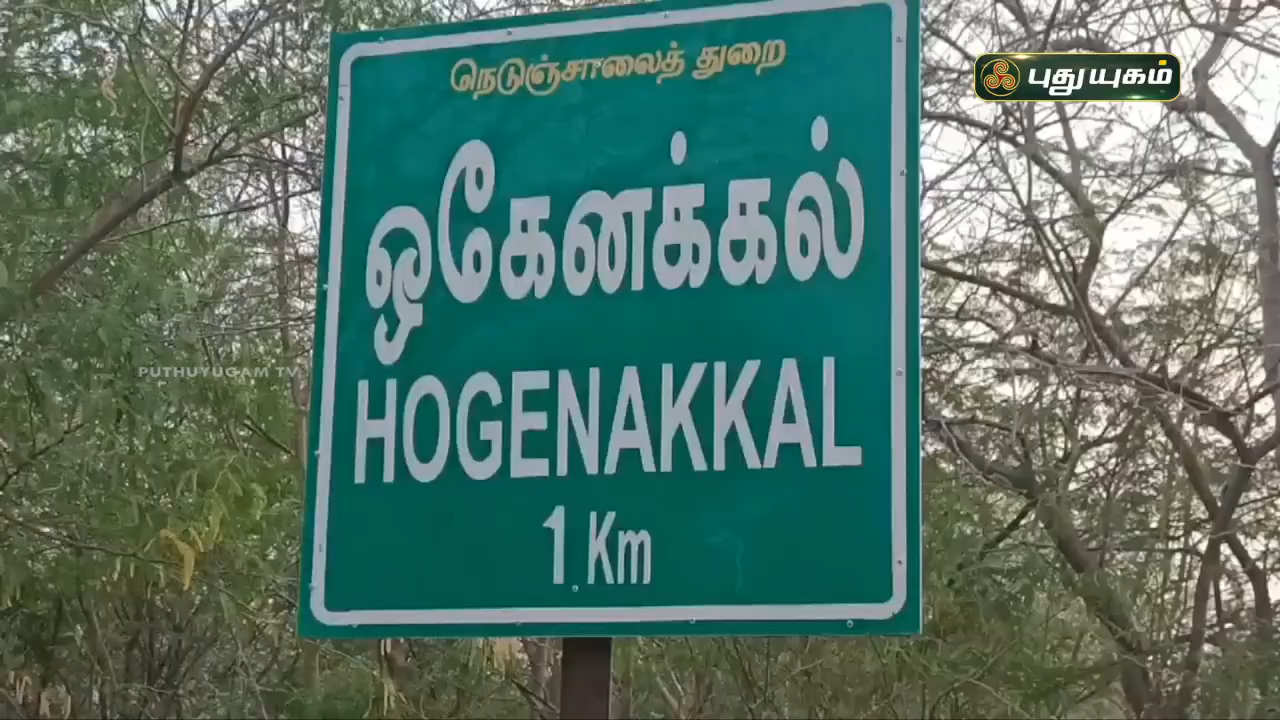 நெடுஞ்சாலைத் துறை
புதுயுகம்
ஒகேனக்கல்
PUTHUYUGAM TV
HOGENAKKAL
1 Km